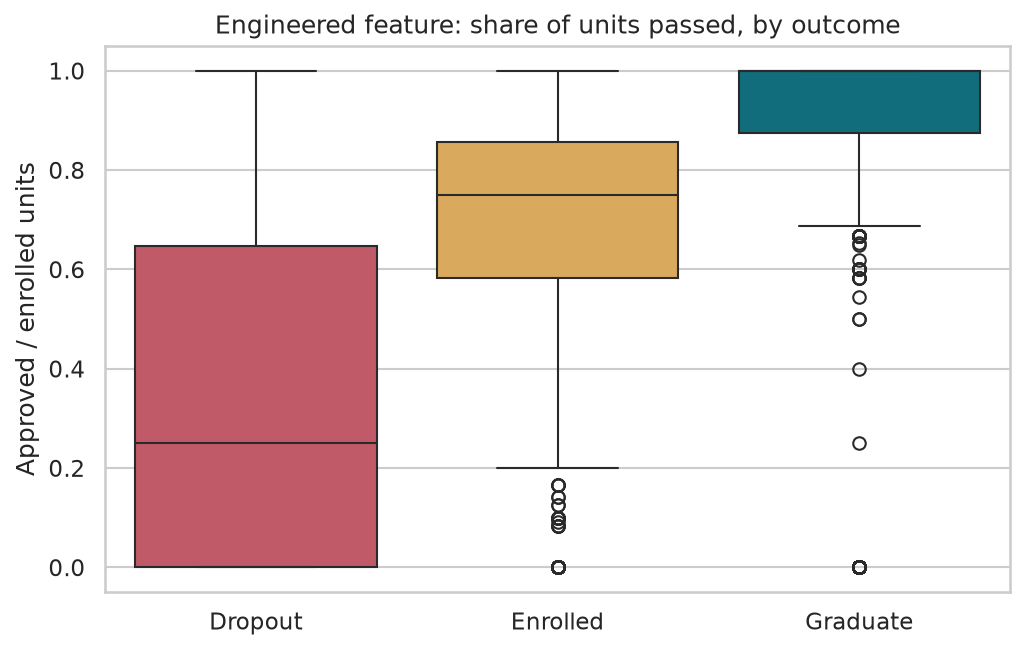 Engineered feature: share of units passed, by outcome
Approved / enrolled units
1.0
0.8
0.6
0.4
0.2
0.0
Dropout
Enrolled
Graduate